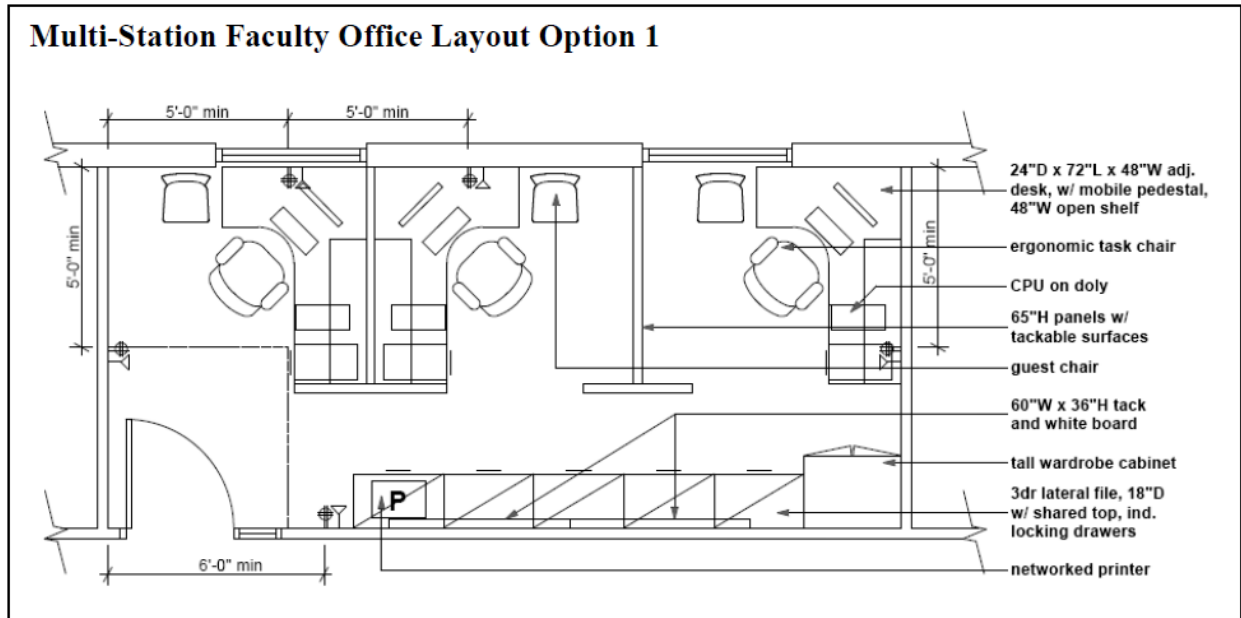 Multi-Station Faculty Office Layout Option 1
5'-0" min
5'-0" min
5'-0" min
5'-0" min
24"D x 72"L x 48"W adj.
desk, w/ mobile pedestal,
48"W open shelf
ergonomic task chair
CPU on doly
65"H panels w/
tackable surfaces
guest chair
60"W x 36"H tack
and white board
tall wardrobe cabinet
3dr lateral file, 18"D
w/ shared top, ind.
locking drawers
networked printer
P
6'-0" min